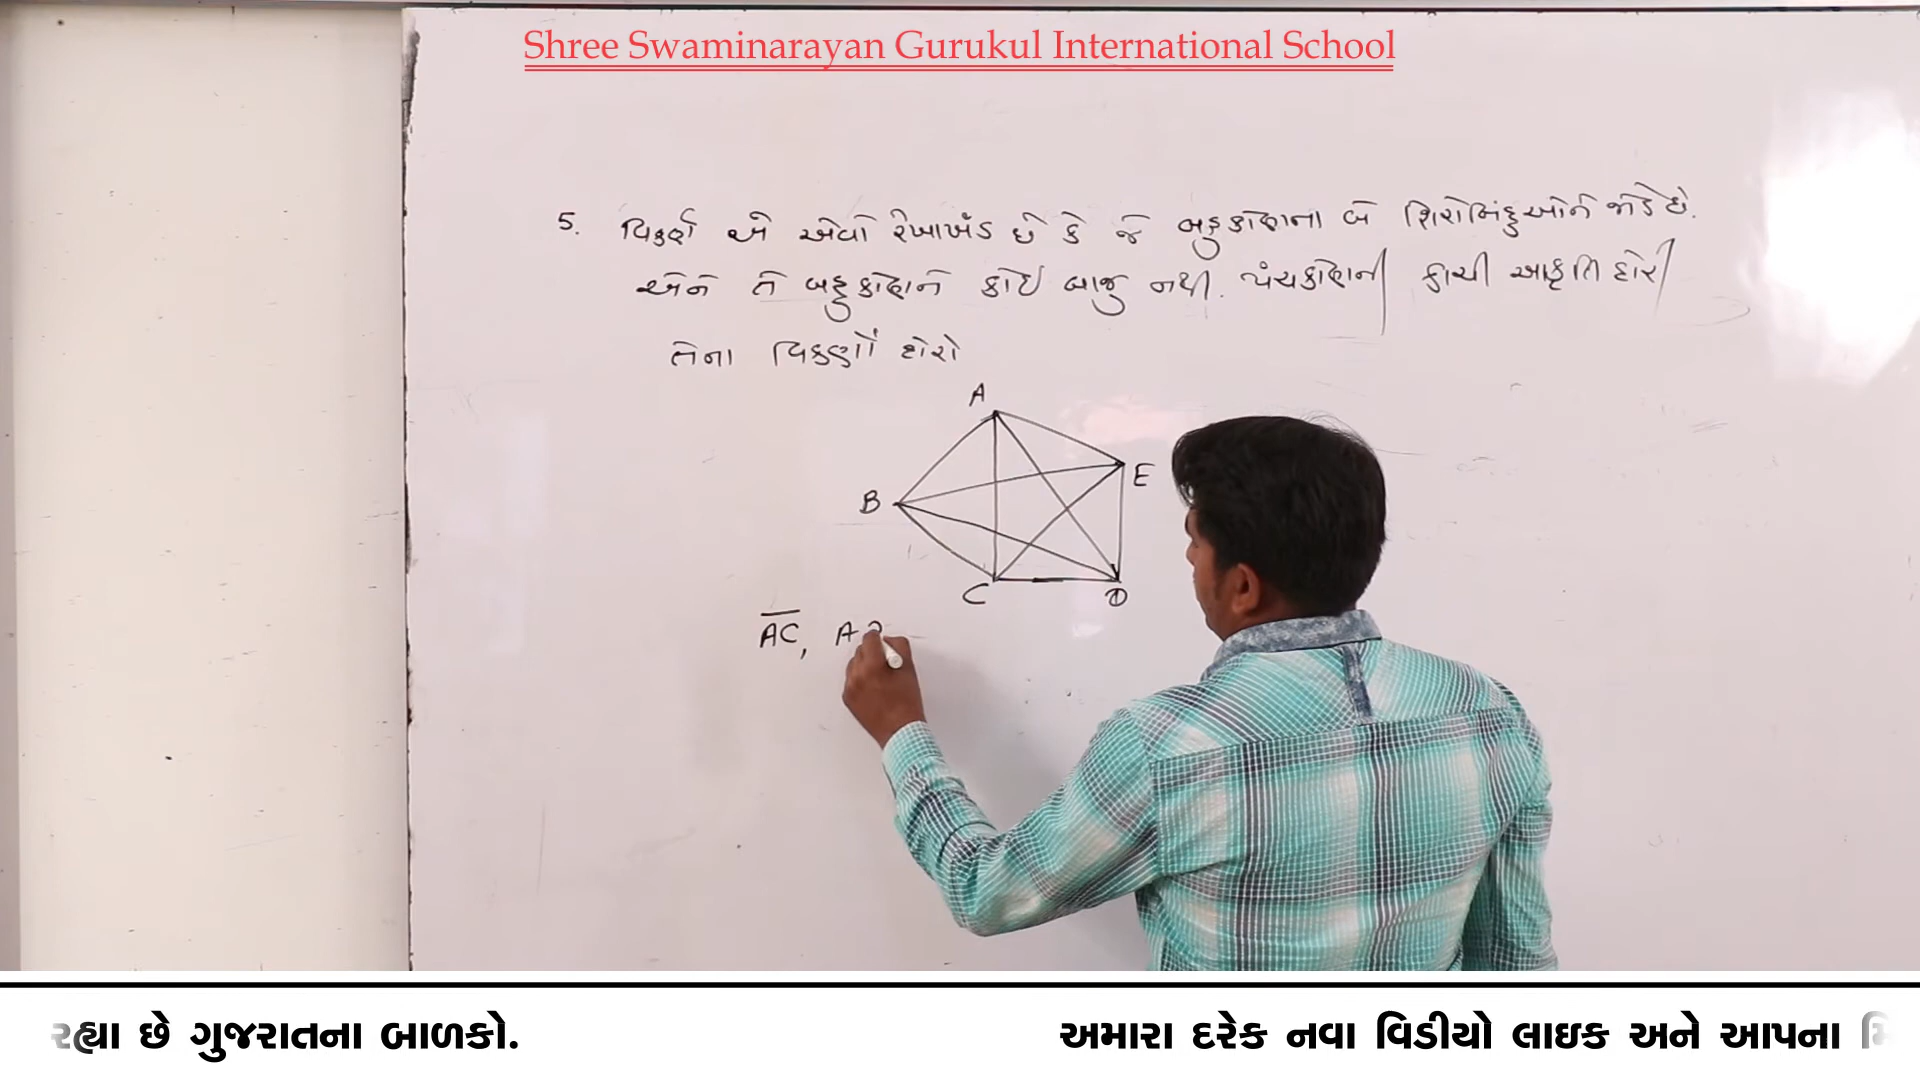 Shree Swaminarayan Gurukul International School
5. વિકર્ણ એ એવો રેખાખંડ છે કે જે બહુકોણના બે શિરોબિંદુઓને જોડે છે.
અને તે બહુકોણને કોઈ બાજુ નથી. પંચકોણની કાચી આકૃતિ દોરી
તેના વિકર્ણો દોરો
A
E
B
C D
AC, A
રહ્યા છે ગુજરાતના બાળકો. અમારા દરેક નવા વિડીયો લાઇક અને આપના